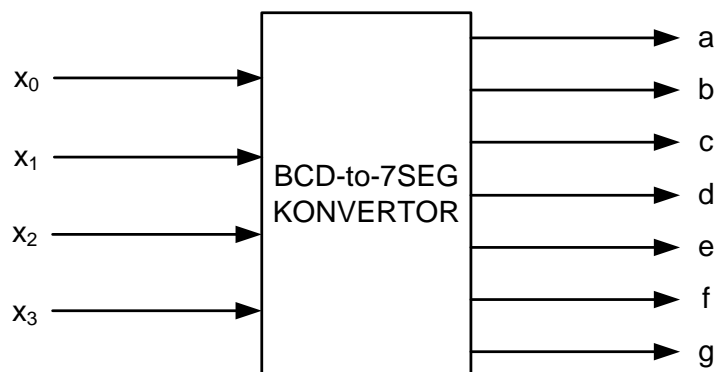 x₀
x₁
x₂
x₃
BCD-to-7SEG
KONVERTOR
a
b
c
d
e
f
g